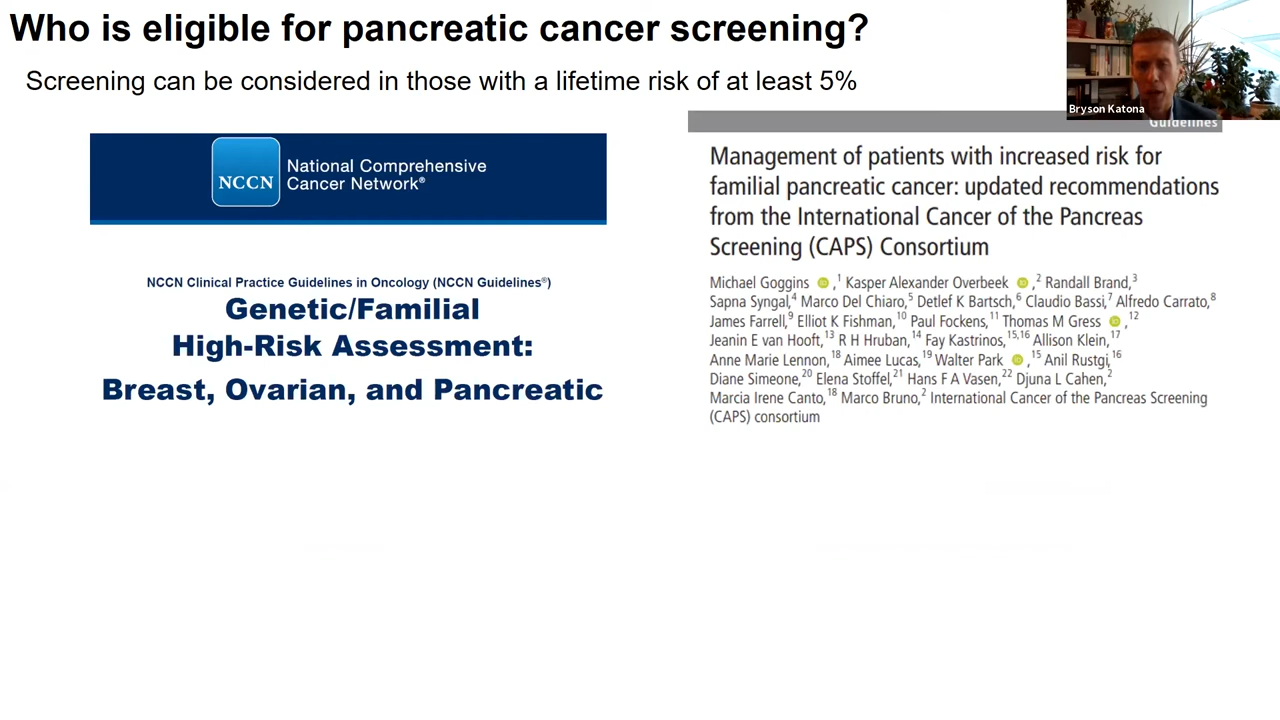 Who is eligible for pancreatic cancer screening?
Screening can be considered in those with a lifetime risk of at least 5%
Bryson Katona
NCCN
National Comprehensive
Cancer Network®
NCCN Clinical Practice Guidelines in Oncology (NCCN Guidelines®)
Genetic/Familial
High-Risk Assessment:
Breast, Ovarian, and Pancreatic
Guidelines
Management of patients with increased risk for
familial pancreatic cancer: updated recommendations
from the International Cancer of the Pancreas
Screening (CAPS) Consortium
Michael Goggins iD ,1 Kasper Alexander Overbeek iD ,2 Randall Brand,3
Sapna Syngal,4 Marco Del Chiaro,5 Detlef K Bartsch,6 Claudio Bassi,7 Alfredo Carrato,8
James Farrell,9 Elliot K Fishman,10 Paul Fockens,11 Thomas M Gress iD ,12
Jeanin E van Hooft,13 R H Hruban,14 Fay Kastrinos,15,16 Allison Klein,17
Anne Marie Lennon,18 Aimee Lucas,19 Walter Park iD ,15 Anil Rustgi,16
Diane Simeone,20 Elena Stoffel,21 Hans F A Vasen,22 Djuna L Cahen,2
Marcia Irene Canto,18 Marco Bruno,2 International Cancer of the Pancreas Screening
(CAPS) consortium